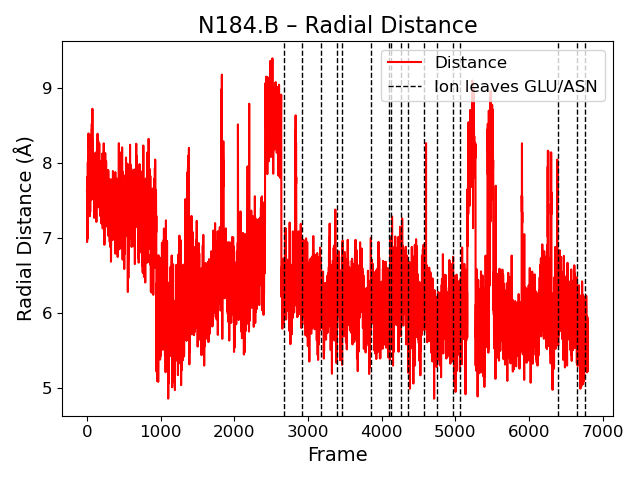 N184.B – Radial Distance
Distance
Ion leaves GLU/ASN
Radial Distance (Å)
9
8
7
6
5
0 1000 2000 3000 4000 5000 6000 7000
Frame